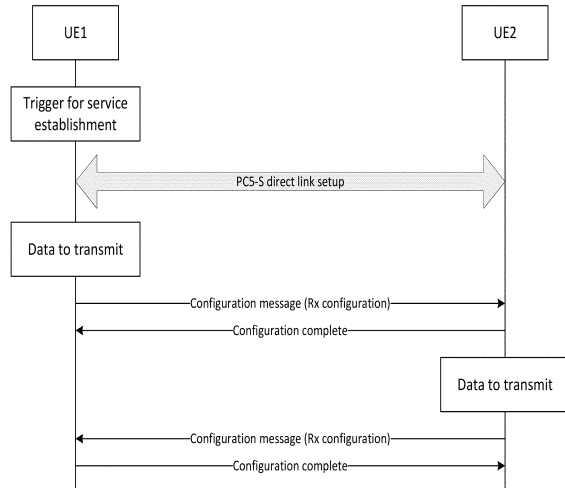 UE1
UE2
Trigger for service
establishment
PC5-S direct link setup
Data to transmit
Configuration message (Rx configuration)
Configuration complete
Data to transmit
Configuration message (Rx configuration)
Configuration complete